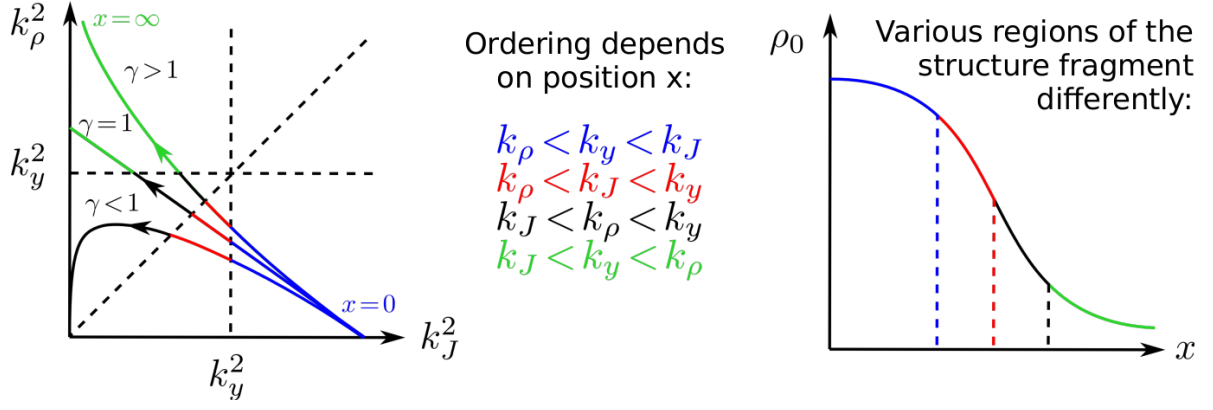 k_ρ^2
x=∞
γ>1
γ=1
k_y^2
γ<1
x=0
k_J^2
k_y^2
Ordering depends
on position x:
k_ρ<k_y<k_J
k_ρ<k_J<k_y
k_J<k_ρ<k_y
k_J<k_y<k_ρ
ρ_0
Various regions of the
structure fragment
differently:
x